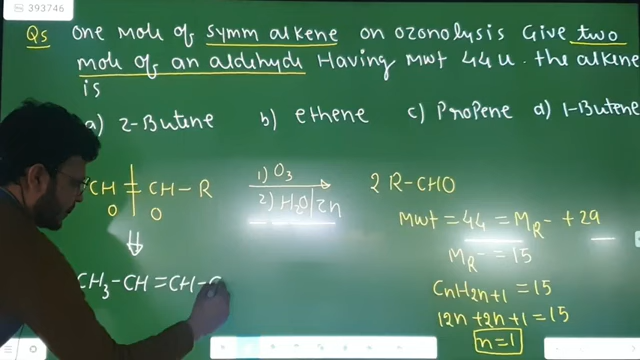 393746
Q5 One mole of symm alkene on ozonolysis give two
mole of an aldehyde Having Mwt 44 u. the alkene
is
a) 2-Butene b) ethene c) Propene d) 1-Butene
CH = CH - R 1) O3 2 R-CHO
O O 2) H2O/Zn
Mwt = 44 = MR- + 29
MR- = 15
CH3-CH=CH-C
CnH2n+1 = 15
12n+2n+1=15
n=1